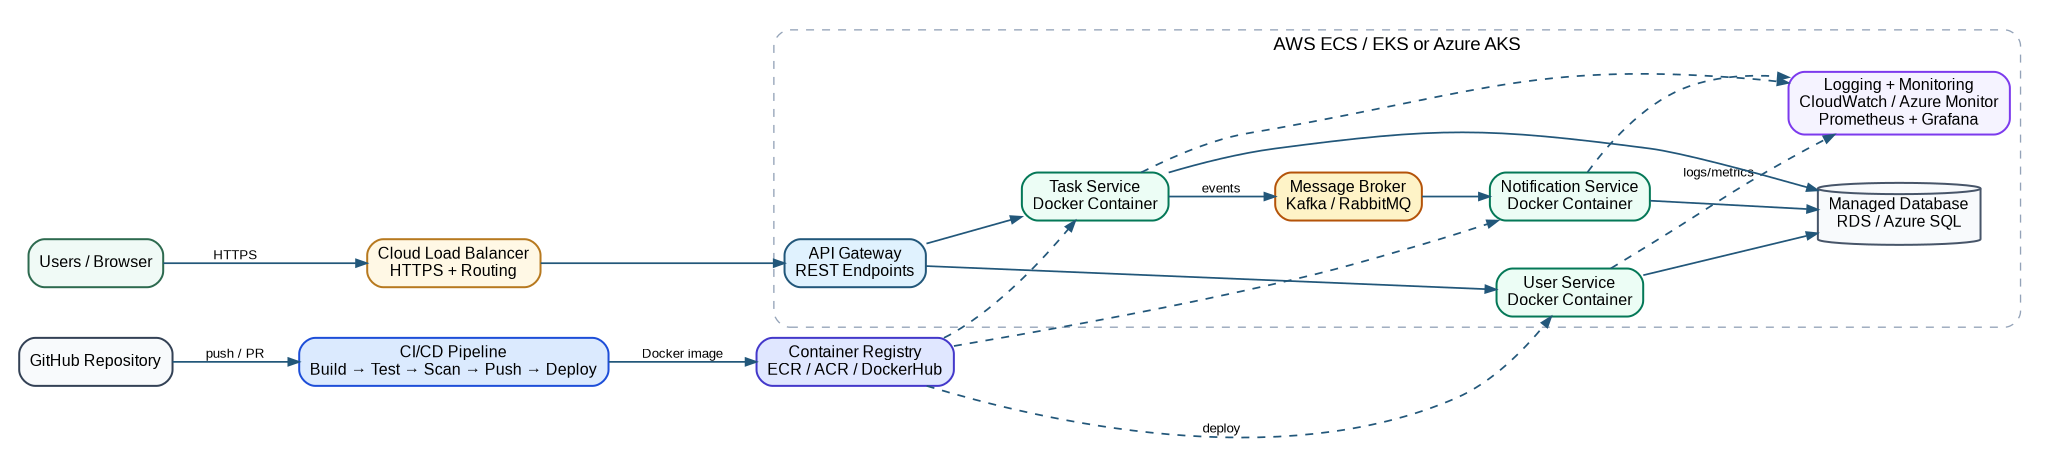 AWS ECS / EKS or Azure AKS
Logging + Monitoring
CloudWatch / Azure Monitor
Prometheus + Grafana
Task Service
Docker Container
events
Message Broker
Kafka / RabbitMQ
Notification Service
Docker Container
logs/metrics
Managed Database
RDS / Azure SQL
Users / Browser
HTTPS
Cloud Load Balancer
HTTPS + Routing
API Gateway
REST Endpoints
User Service
Docker Container
GitHub Repository
push / PR
CI/CD Pipeline
Build → Test → Scan → Push → Deploy
Docker image
Container Registry
ECR / ACR / DockerHub
deploy